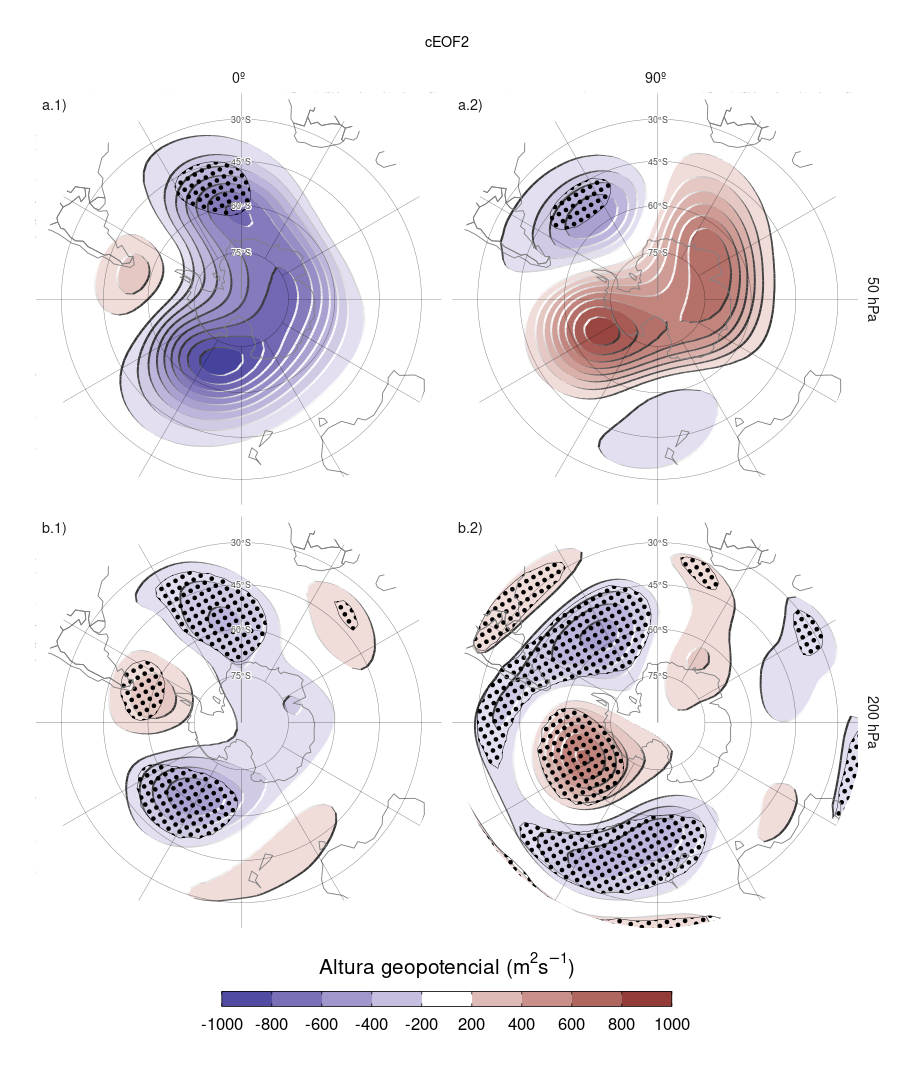 cEOF2
0º
90º
a.1)
a.2)
30°S
30°S
45°S
45°S
60°S
60°S
75°S
75°S
50 hPa
b.1)
b.2)
30°S
30°S
45°S
45°S
60°S
60°S
75°S
75°S
200 hPa
Altura geopotencial (m²s⁻¹)
-1000 -800 -600 -400 -200 200 400 600 800 1000